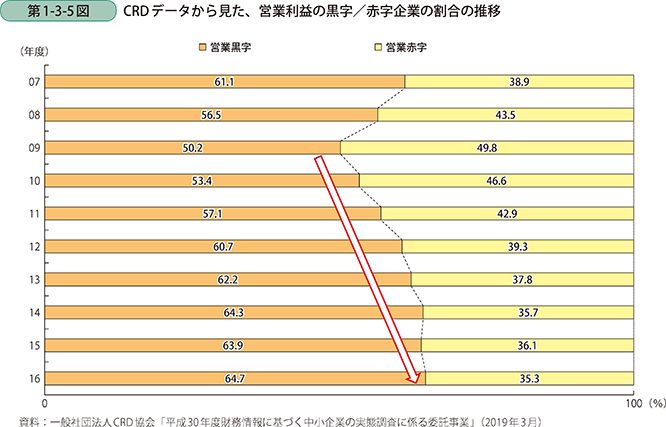 第1-3-5図 CRDデータから見た、営業利益の黒字／赤字企業の割合の推移
（年度） 営業黒字 営業赤字
07 61.1 38.9
08 56.5 43.5
09 50.2 49.8
10 53.4 46.6
11 57.1 42.9
12 60.7 39.3
13 62.2 37.8
14 64.3 35.7
15 63.9 36.1
16 64.7 35.3
0 100（%）
資料：一般社団法人CRD協会「平成30年度財務情報に基づく中小企業の実態調査に係る委託事業」（2019年3月）